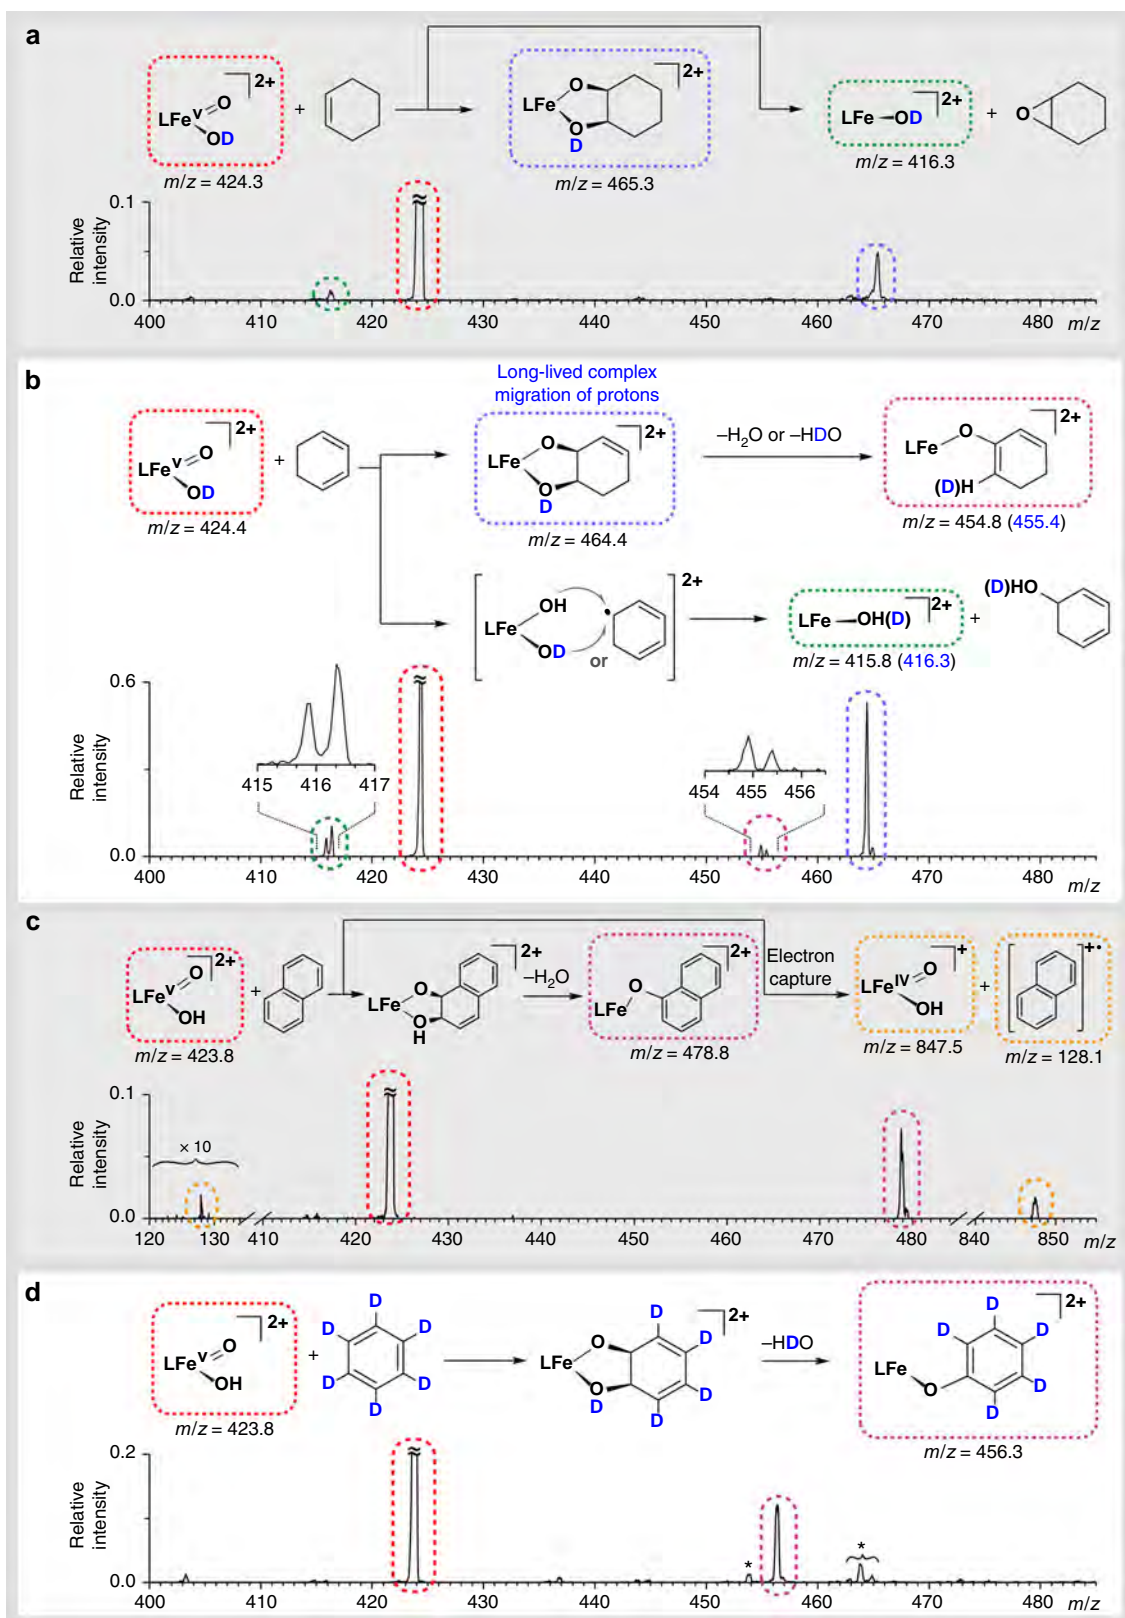 a
LFe
V
O
OD
2+
+
m/z = 424.3
LFe
O
O
D
2+
m/z = 465.3
LFe
OD
2+
m/z = 416.3
+
O
Relative
intensity
0.1
0.0
≈
400 410 420 430 440 450 460 470 480 m/z
b
Long-lived complex
migration of protons
LFe
V
O
OD
2+
+
m/z = 424.4
LFe
O
O
D
2+
m/z = 464.4
–H₂O or –HDO
LFe
O
(D)H
2+
m/z = 454.8 (455.4)
LFe
OH
OD
or
2+
LFe
OH(D)
2+
m/z = 415.8 (416.3)
+
(D)HO
Relative
intensity
0.6
0.0
≈
415 416 417
454 455 456
400 410 420 430 440 450 460 470 480 m/z
c
LFe
V
O
OH
2+
+
m/z = 423.8
LFe
O
O
H
2+
–H₂O
LFe
O
2+
m/z = 478.8
Electron
capture
LFe
IV
O
OH
+
m/z = 847.5
+
+•
m/z = 128.1
Relative
intensity
0.1
0.0
× 10
≈
120 130 410 420 430 440 450 460 470 480 840 850 m/z
d
LFe
V
O
OH
2+
+
m/z = 423.8
D
D D
D D
D
LFe
O
O
D
D
D
D
D
2+
–HDO
LFe
O
D
D
D
D
D
2+
m/z = 456.3
Relative
intensity
0.2
0.0
≈
* *
400 410 420 430 440 450 460 470 480 m/z